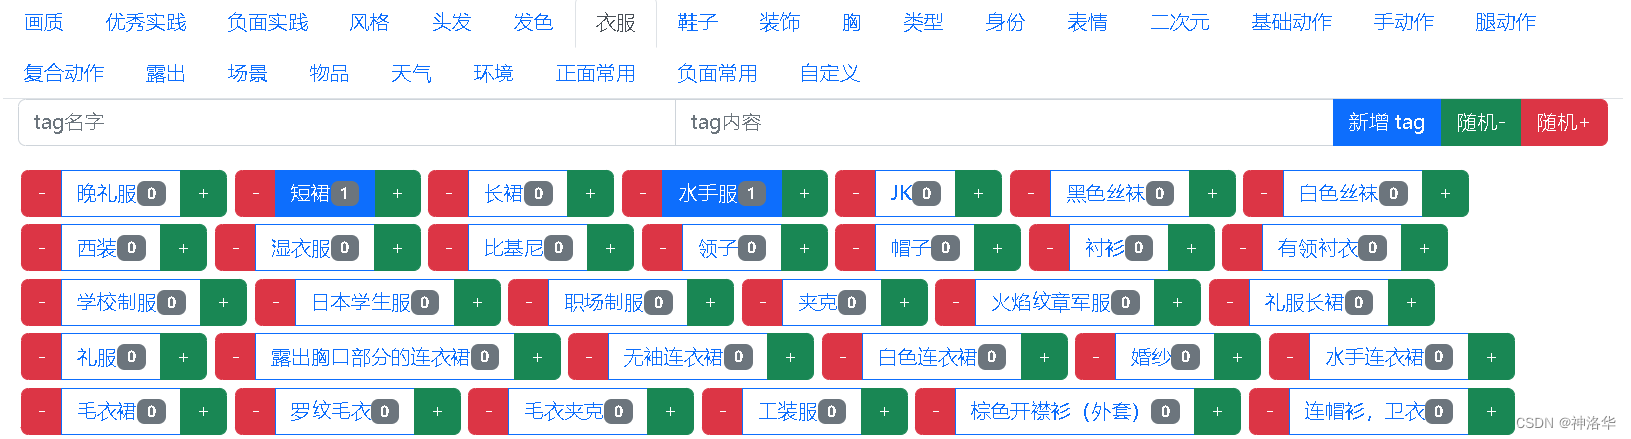 画质 优秀实践 负面实践 风格 头发 发色 衣服 鞋子 装饰 胸 类型 身份 表情 二次元 基础动作 手动作 腿动作
复合动作 露出 场景 物品 天气 环境 正面常用 负面常用 自定义
tag名字 tag内容 新增 tag 随机- 随机+
- 晚礼服 0 + - 短裙 1 + - 长裙 0 + - 水手服 1 + - JK 0 + - 黑色丝袜 0 + - 白色丝袜 0 +
- 西装 0 + - 湿衣服 0 + - 比基尼 0 + - 领子 0 + - 帽子 0 + - 衬衫 0 + - 有领衬衣 0 +
- 学校制服 0 + - 日本学生服 0 + - 职场制服 0 + - 夹克 0 + - 火焰纹章军服 0 + - 礼服长裙 0 +
- 礼服 0 + - 露出胸口部分的连衣裙 0 + - 无袖连衣裙 0 + - 白色连衣裙 0 + - 婚纱 0 + - 水手连衣裙 0 +
- 毛衣裙 0 + - 罗纹毛衣 0 + - 毛衣夹克 0 + - 工装服 0 + - 棕色开襟衫（外套） 0 + - 连帽衫，卫衣 0 +
CSDN @神洛华